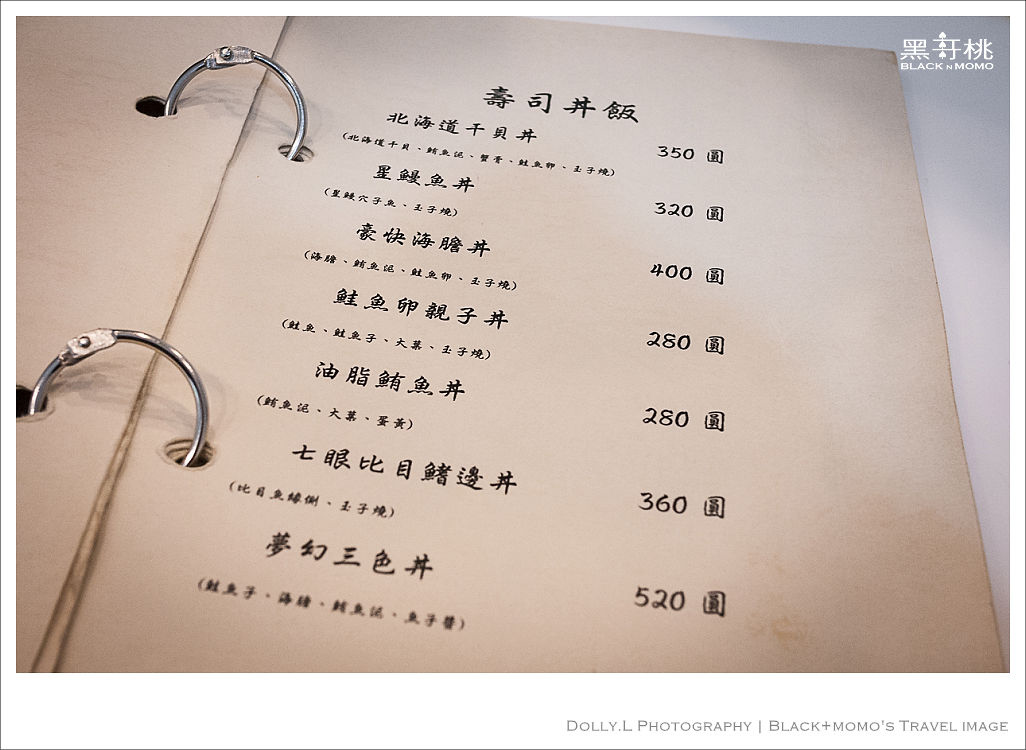 黑軒桃
BLACK N MOMO
壽司丼飯
北海道干貝丼 350 圓
(北海道干貝、鮪魚泥、蟹膏、鮭魚卵、玉子燒)
星鰻魚丼 320 圓
(星鰻穴子魚、玉子燒)
豪快海膽丼 400 圓
(海膽、鮪魚泥、鮭魚卵、玉子燒)
鮭魚卵親子丼 280 圓
(鮭魚、鮭魚子、大葉、玉子燒)
油脂鮪魚丼 280 圓
(鮪魚泥、大葉、蛋黃)
七眼比目鰭邊丼 360 圓
(比目魚緣側、玉子燒)
夢幻三色丼 520 圓
(鮭魚子、海膽、鮪魚泥、魚子醬)
DOLLY.L PHOTOGRAPHY | BLACK+MOMO'S TRAVEL IMAGE